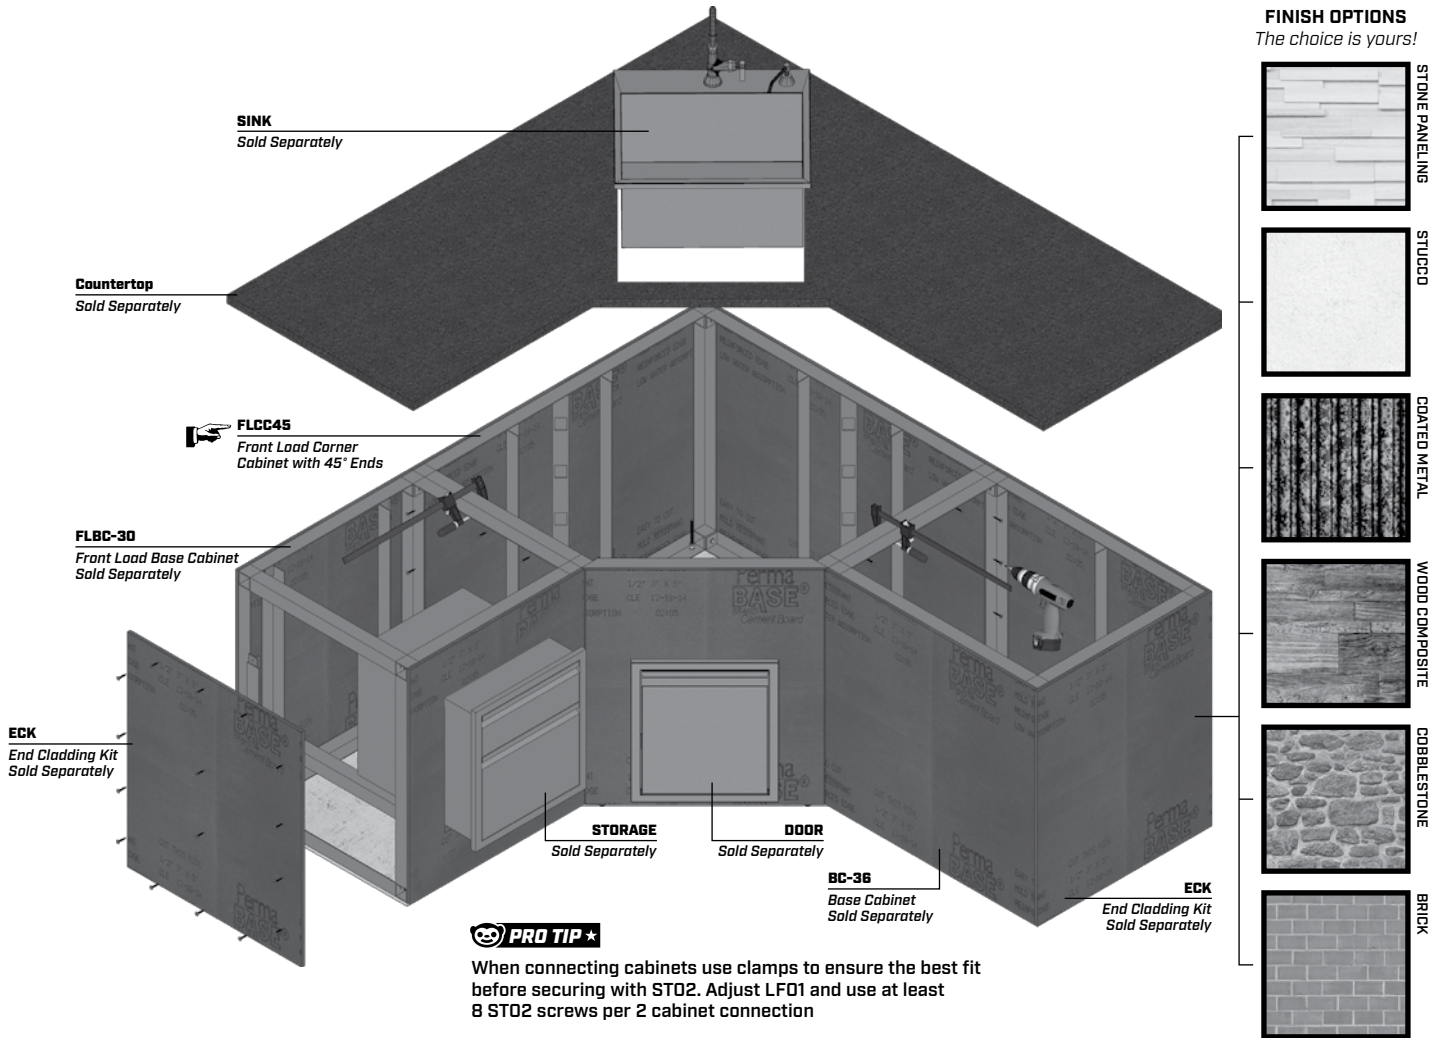 FINISH OPTIONS
The choice is yours!
STONE PANELING
STUCCO
COATED METAL
WOOD COMPOSITE
COBBLESTONE
BRICK
SINK
Sold Separately
Countertop
Sold Separately
FLCC45
Front Load Corner
Cabinet with 45° Ends
FLBC-30
Front Load Base Cabinet
Sold Separately
ECK
End Cladding Kit
Sold Separately
Perma
BASE®
Cement Board
STORAGE
Sold Separately
DOOR
Sold Separately
BC-36
Base Cabinet
Sold Separately
ECK
End Cladding Kit
Sold Separately
PRO TIP
When connecting cabinets use clamps to ensure the best fit
before securing with ST02. Adjust LF01 and use at least
8 ST02 screws per 2 cabinet connection